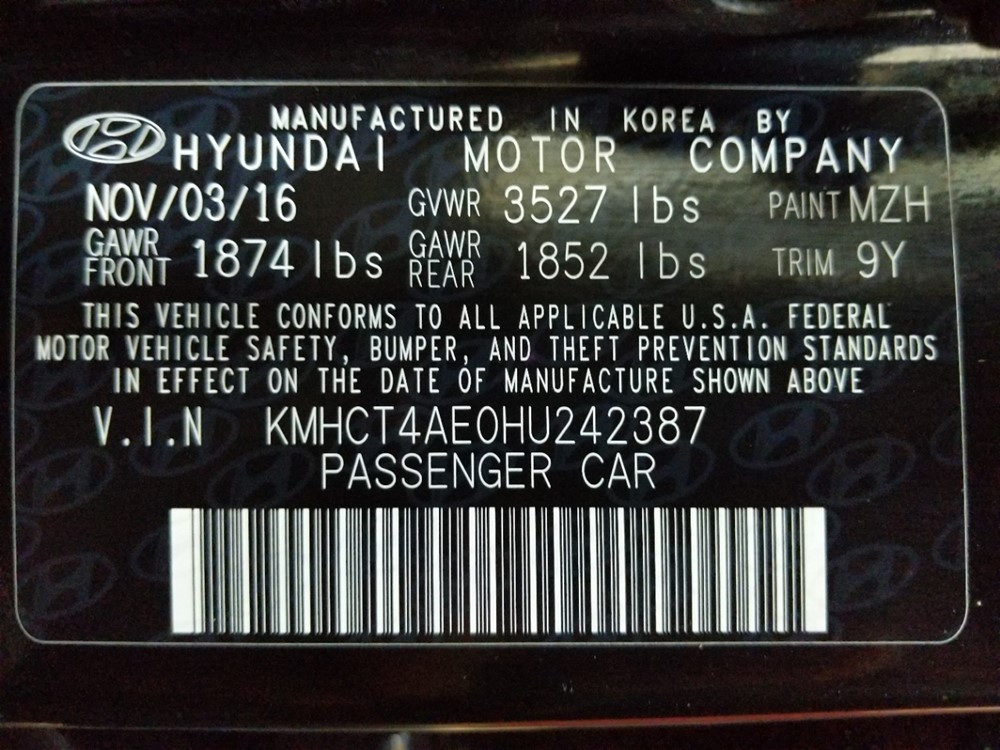 MANUFACTURED IN KOREA BY
HYUNDAI MOTOR COMPANY
NOV/03/16 GVWR 3527 lbs PAINT MZH
GAWR FRONT 1874 lbs GAWR REAR 1852 lbs TRIM 9Y
THIS VEHICLE CONFORMS TO ALL APPLICABLE U.S.A. FEDERAL
MOTOR VEHICLE SAFETY, BUMPER, AND THEFT PREVENTION STANDARDS
IN EFFECT ON THE DATE OF MANUFACTURE SHOWN ABOVE
V.I.N KMHCT4AE0HU242387
PASSENGER CAR